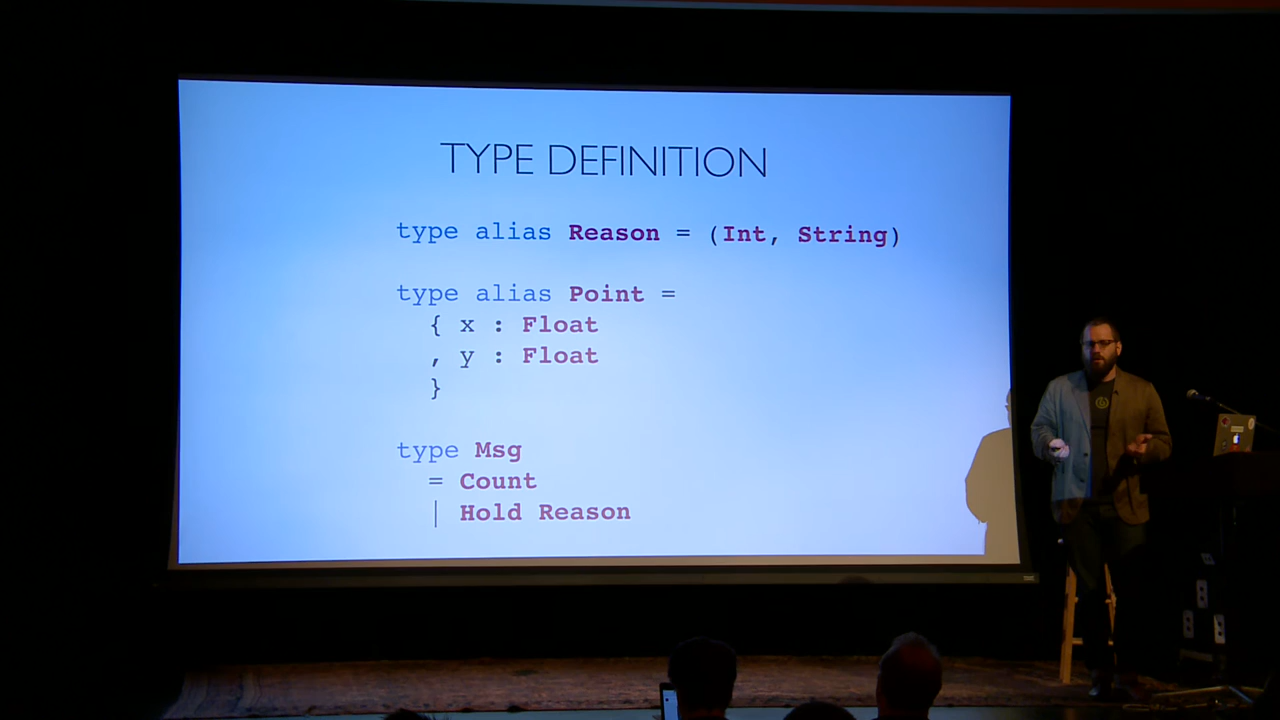 TYPE DEFINITION
type alias Reason = (Int, String)
type alias Point =
{ x : Float
, y : Float
}
type Msg
= Count
| Hold Reason